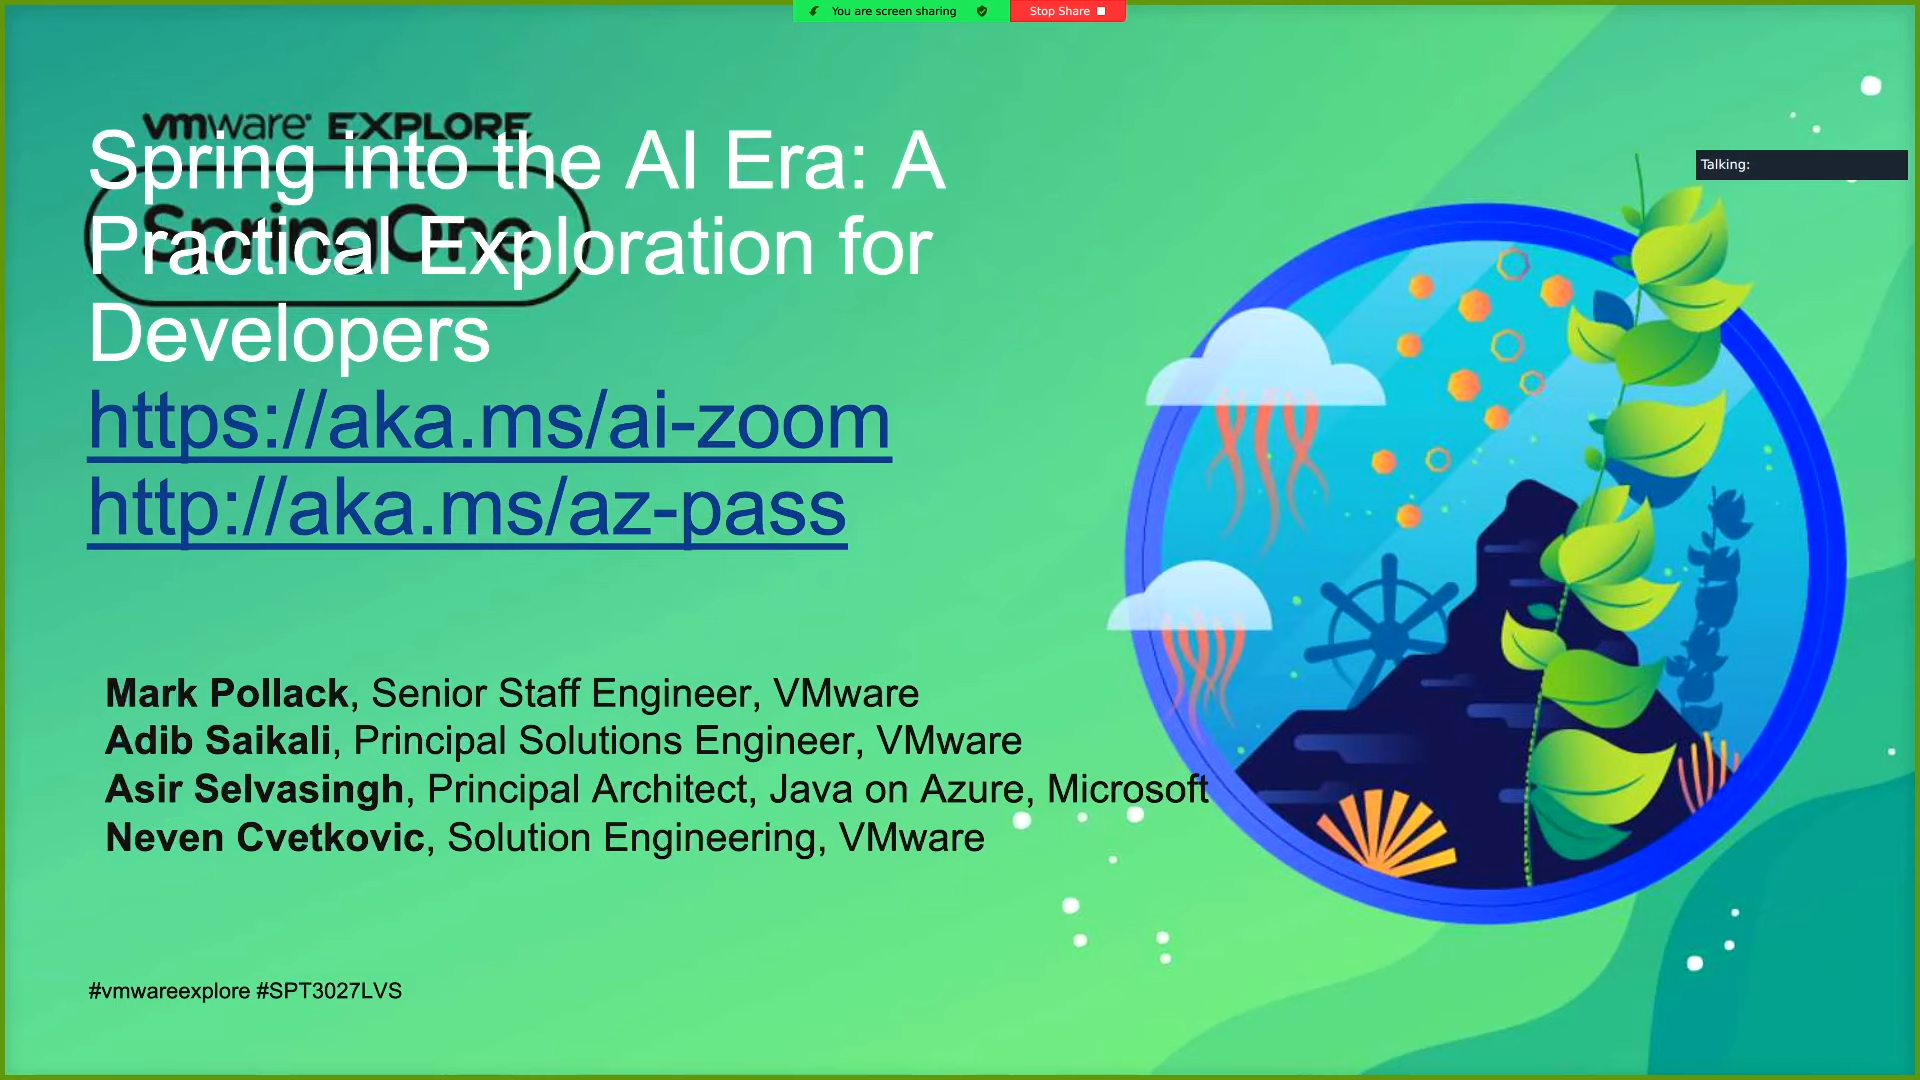 You are screen sharing
Stop Share
Talking:
vmware® EXPLORE
SpringOne
Spring into the AI Era: A
Practical Exploration for
Developers
https://aka.ms/ai-zoom
http://aka.ms/az-pass
Mark Pollack, Senior Staff Engineer, VMware
Adib Saikali, Principal Solutions Engineer, VMware
Asir Selvasingh, Principal Architect, Java on Azure, Microsoft
Neven Cvetkovic, Solution Engineering, VMware
#vmwareexplore #SPT3027LVS